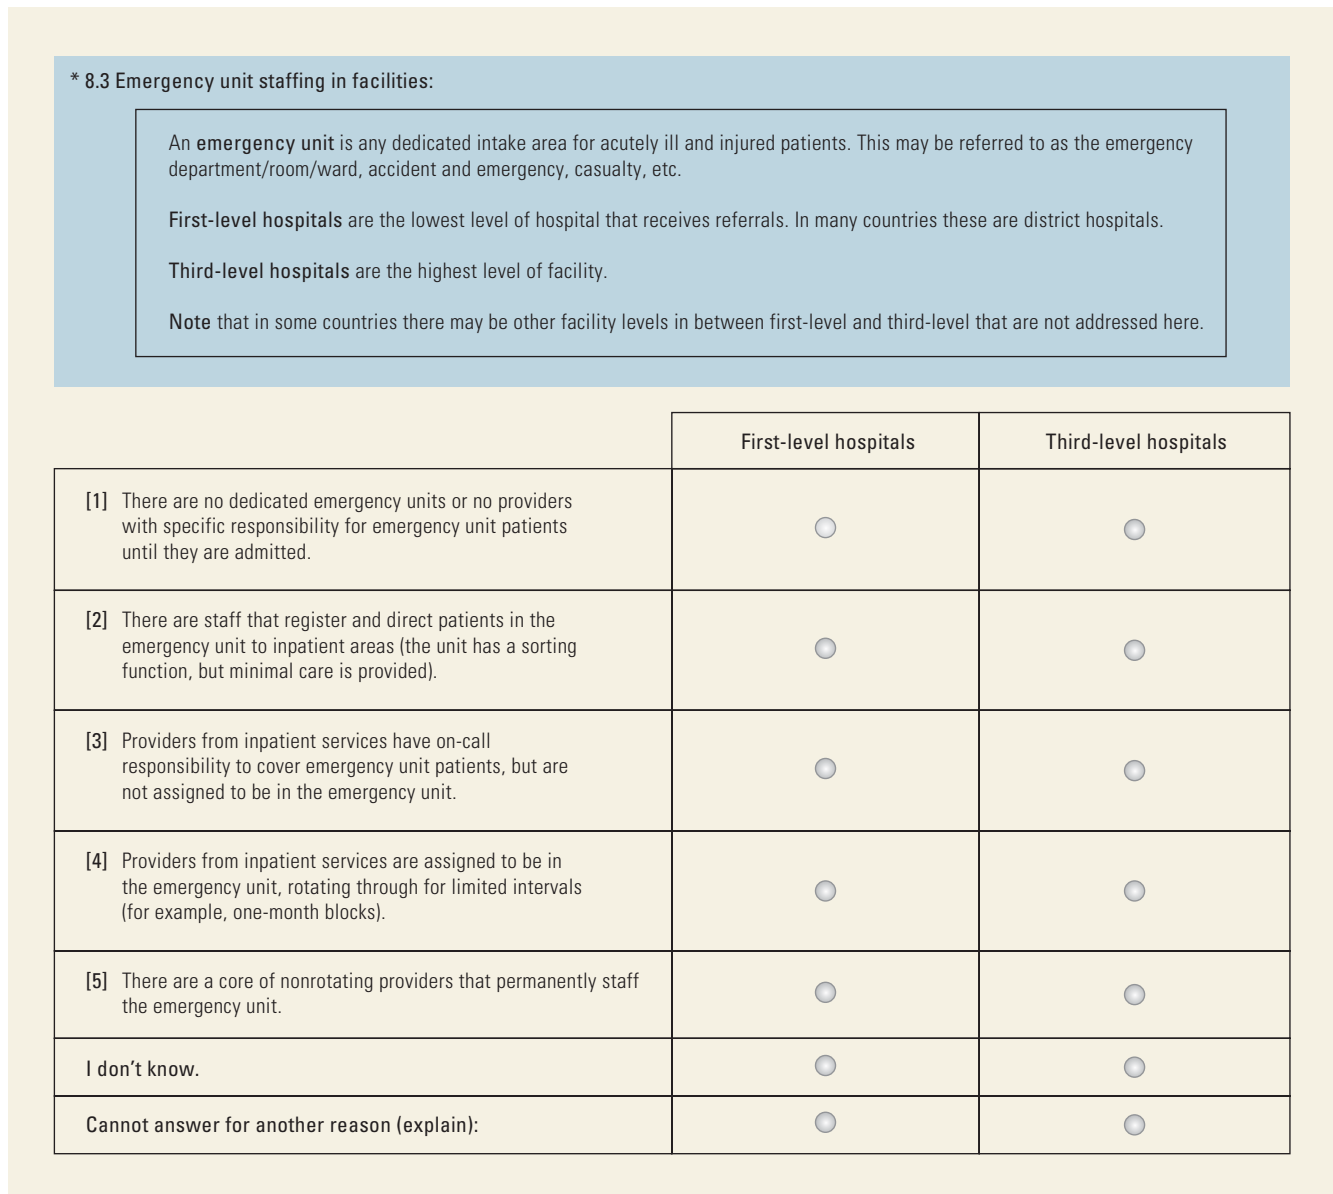 * 8.3 Emergency unit staffing in facilities:
An emergency unit is any dedicated intake area for acutely ill and injured patients. This may be referred to as the emergency
department/room/ward, accident and emergency, casualty, etc.
First-level hospitals are the lowest level of hospital that receives referrals. In many countries these are district hospitals.
Third-level hospitals are the highest level of facility.
Note that in some countries there may be other facility levels in between first-level and third-level that are not addressed here.
First-level hospitals
Third-level hospitals
[1] There are no dedicated emergency units or no providers
with specific responsibility for emergency unit patients
until they are admitted.
[2] There are staff that register and direct patients in the
emergency unit to inpatient areas (the unit has a sorting
function, but minimal care is provided).
[3] Providers from inpatient services have on-call
responsibility to cover emergency unit patients, but are
not assigned to be in the emergency unit.
[4] Providers from inpatient services are assigned to be in
the emergency unit, rotating through for limited intervals
(for example, one-month blocks).
[5] There are a core of nonrotating providers that permanently staff
the emergency unit.
I don't know.
Cannot answer for another reason (explain):